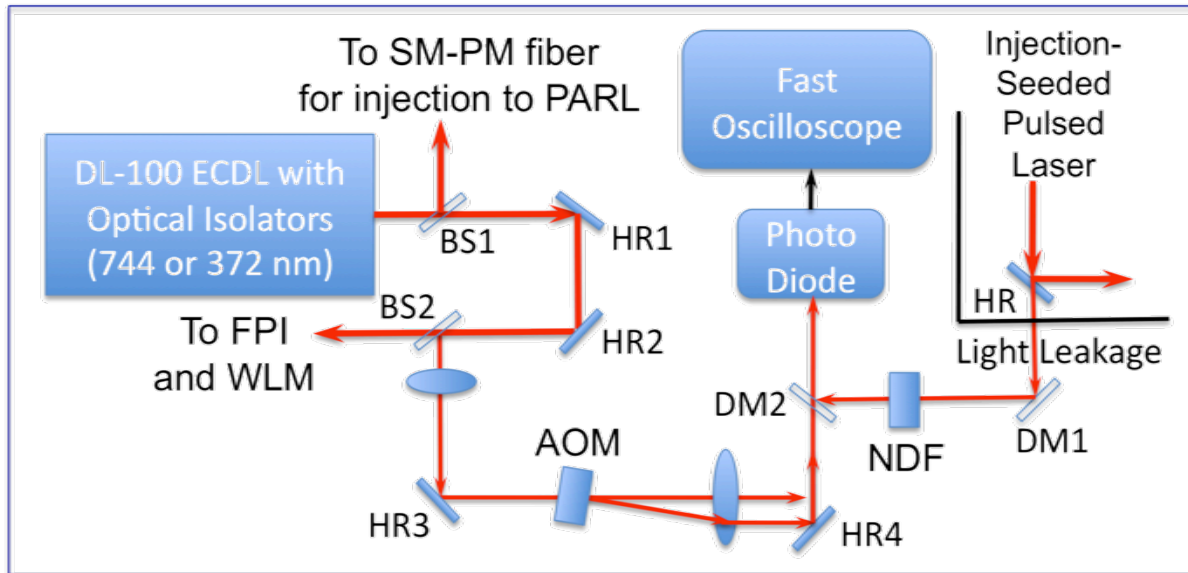 To SM-PM fiber
for injection to PARL
DL-100 ECDL with
Optical Isolators
(744 or 372 nm)
BS1
HR1
BS2
HR2
To FPI
and WLM
HR3
AOM
HR4
Fast
Oscilloscope
Photo
Diode
DM2
NDF
DM1
Injection-
Seeded
Pulsed
Laser
HR
Light Leakage